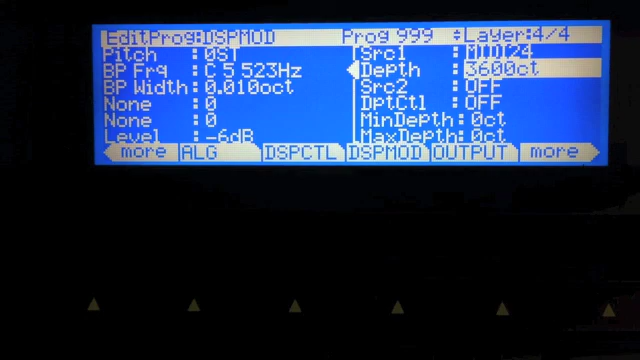 EditProg:DSPMOD Prog 999 Layer:4/4
Pitch : 0ST Src1 : MIDI24
BP Frq : C 5 523Hz Depth : 3600ct
BP Width: 0.010oct Src2 : OFF
None : 0 DptCtl : OFF
None : 0 MinDepth: 0ct
Level : -6dB MaxDepth: 0ct
more ALG DSPCTL DSPMOD OUTPUT more